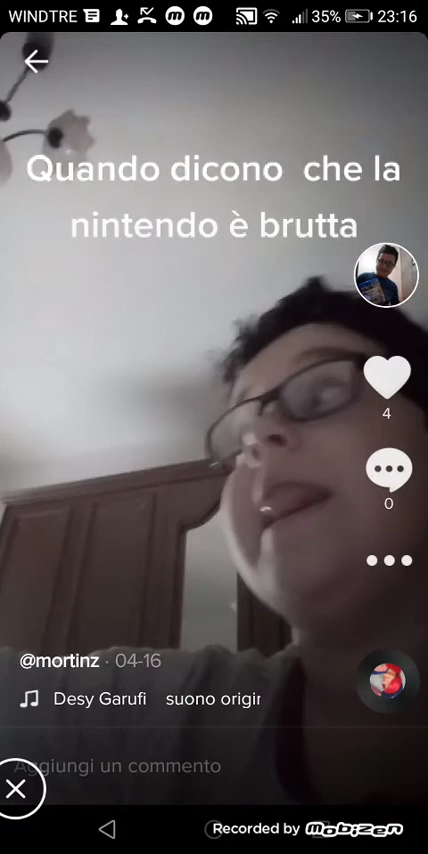 WINDTRE 35% 23:16
Quando dicono che la
nintendo è brutta
4
0
@mortinz · 04-16
Desy Garufi suono origir
Aggiungi un commento
Recorded by mobizen